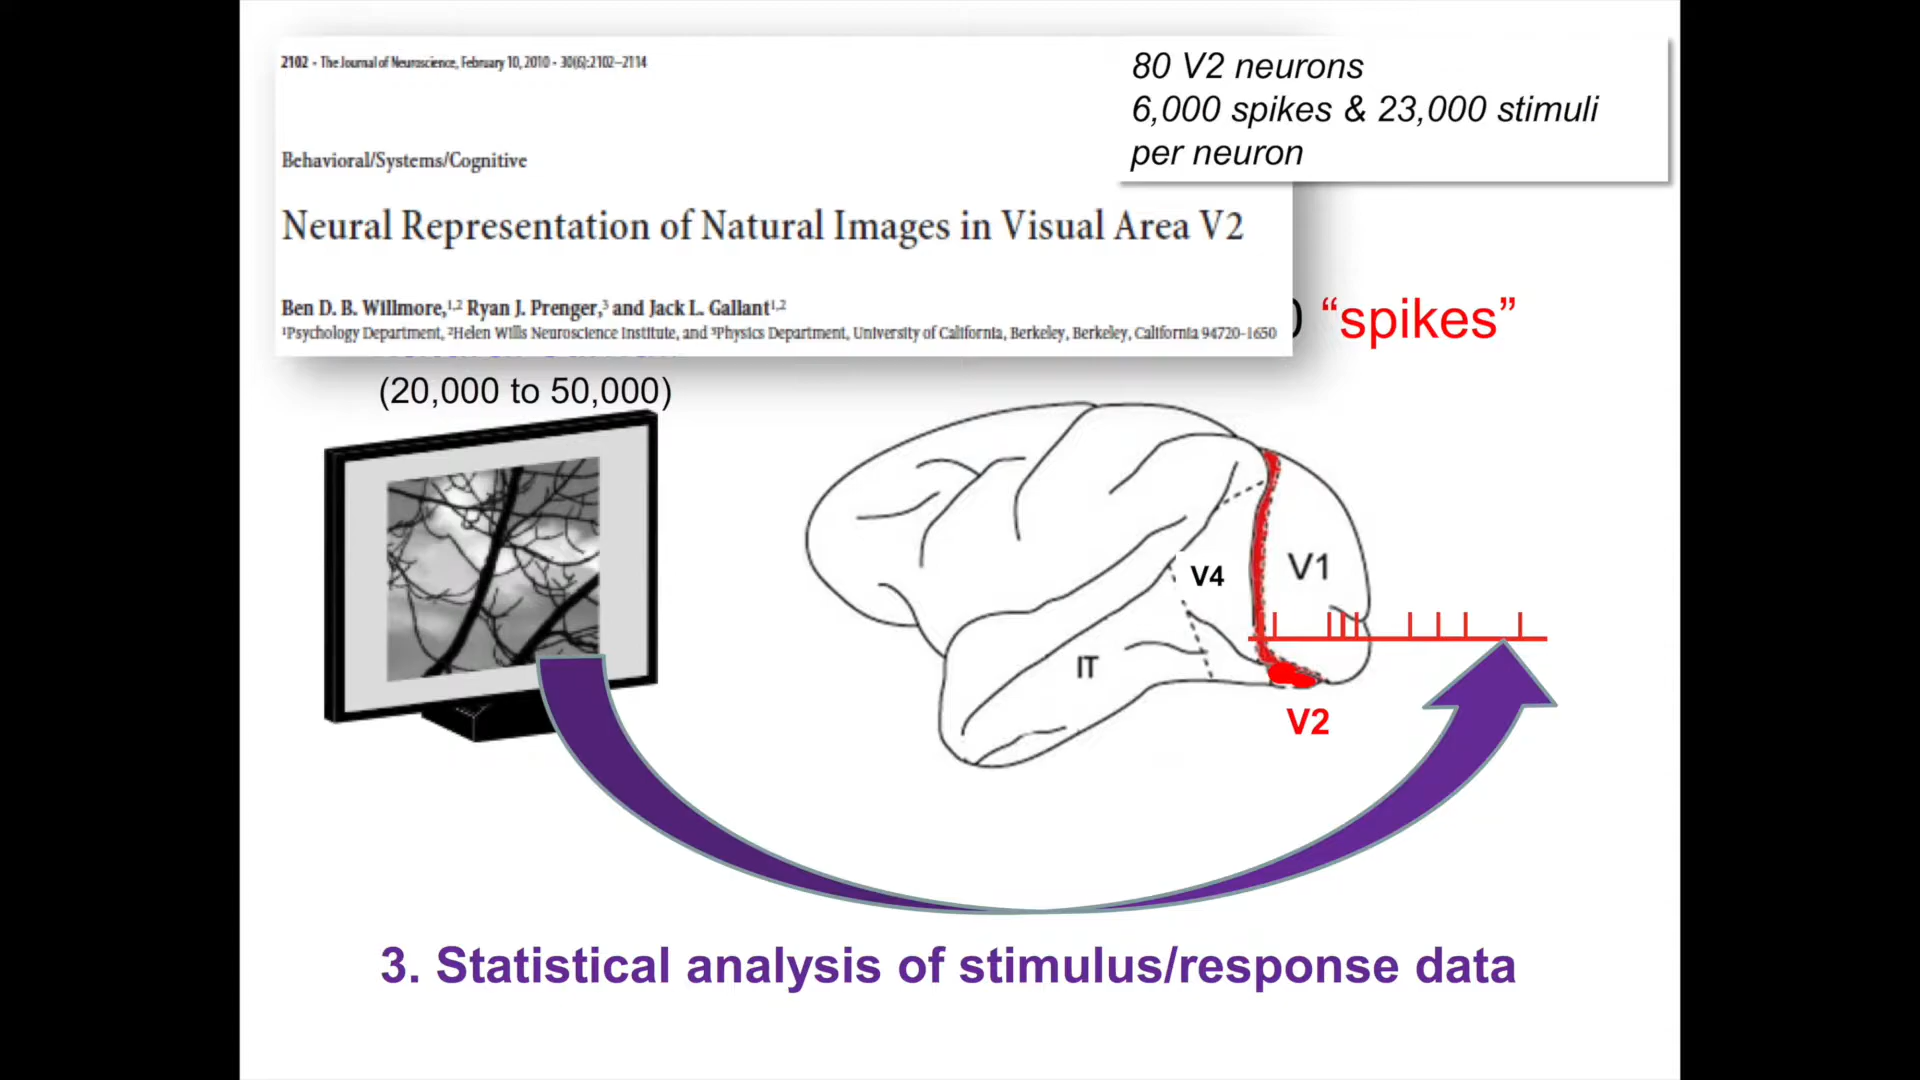 2102 • The Journal of Neuroscience, February 10, 2010 • 30(6):2102–2114
80 V2 neurons
6,000 spikes & 23,000 stimuli
per neuron
Behavioral/Systems/Cognitive
Neural Representation of Natural Images in Visual Area V2
Ben D. B. Willmore,1,2 Ryan J. Prenger,3 and Jack L. Gallant1,2
1Psychology Department, 2Helen Wills Neuroscience Institute, and 3Physics Department, University of California, Berkeley, Berkeley, California 94720-1650
“spikes”
(20,000 to 50,000)
V1
V4
IT
V2
3. Statistical analysis of stimulus/response data